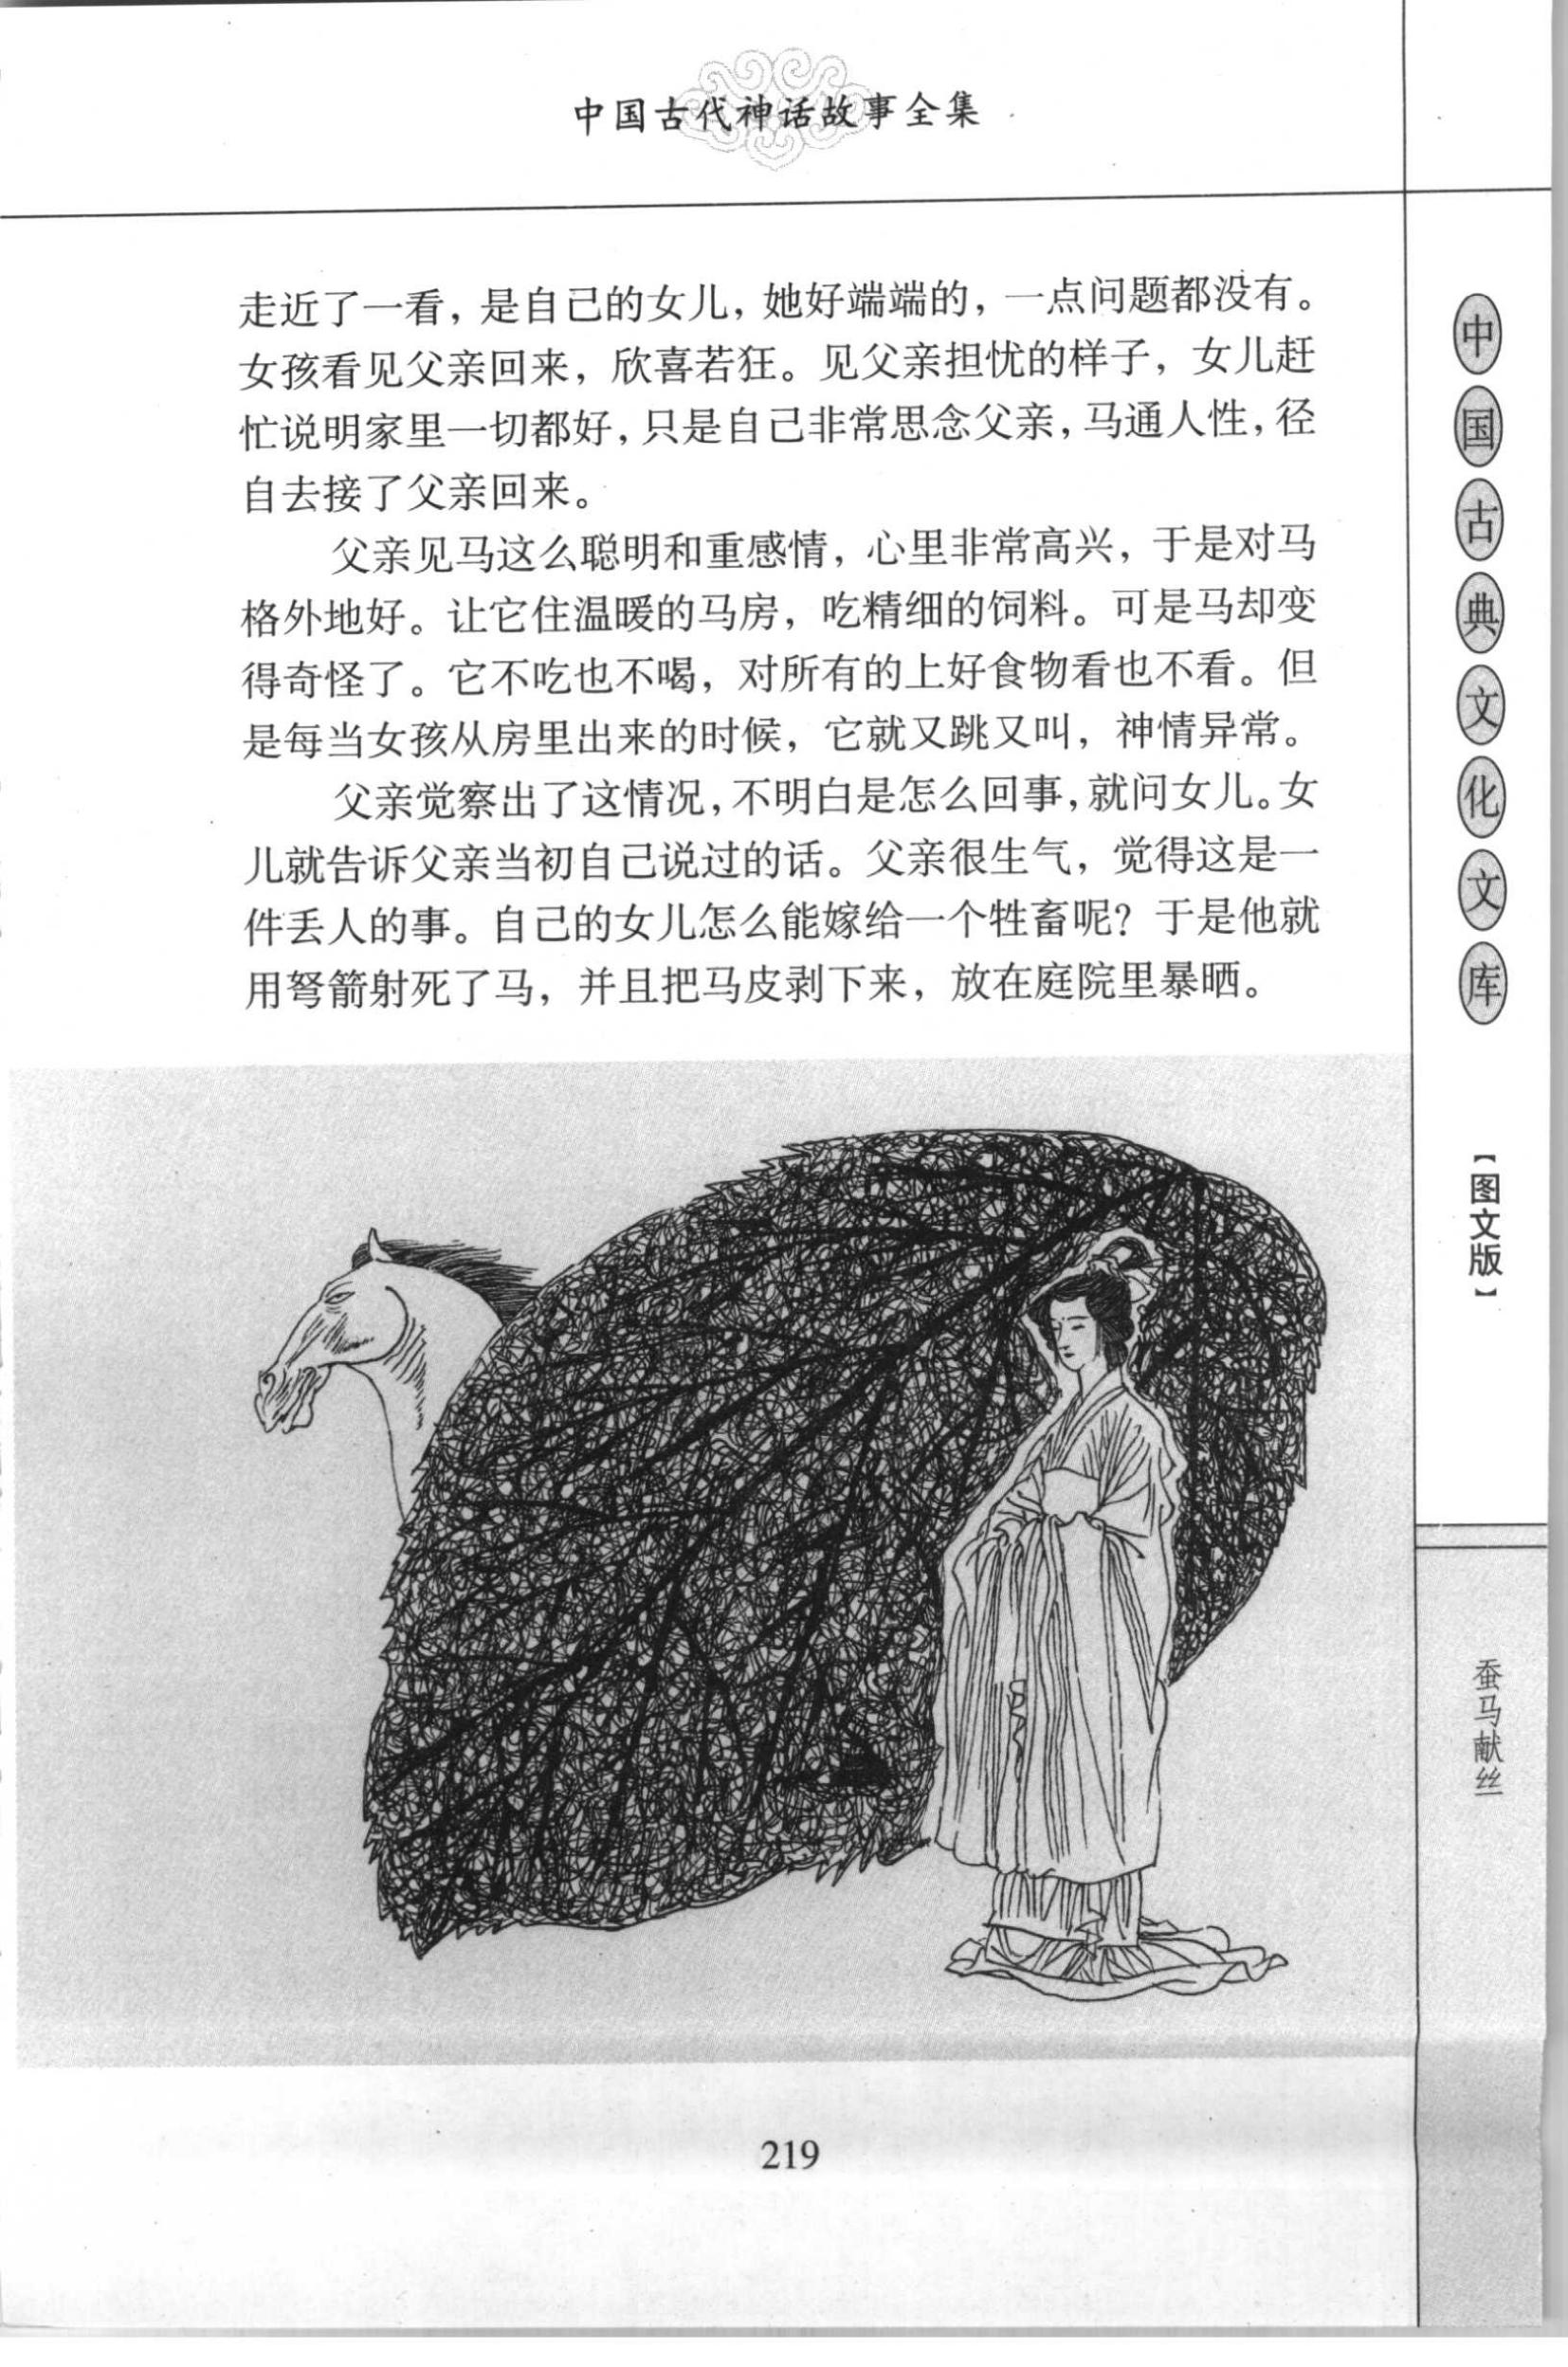 中国古代神话故事全集
走近了一看，是自己的女儿，她好端端的，一点问题都没有。
女孩看见父亲回来，欣喜若狂。见父亲担忧的样子，女儿赶
忙说明家里一切都好，只是自己非常思念父亲，马通人性，径
自去接了父亲回来。
父亲见马这么聪明和重感情，心里非常高兴，于是对马
格外地好。让它住温暖的马房，吃精细的饲料。可是马却变
得奇怪了。它不吃也不喝，对所有的上好食物看也不看。但
是每当女孩从房里出来的时候，它就又跳又叫，神情异常。
父亲觉察出了这情况，不明白是怎么回事，就问女儿。女
儿就告诉父亲当初自己说过的话。父亲很生气，觉得这是一
件丢人的事。自己的女儿怎么能嫁给一个牲畜呢？于是他就
用弩箭射死了马，并且把马皮剥下来，放在庭院里暴晒。
中国古典文化文库
【图文版】
蚕马献丝
219